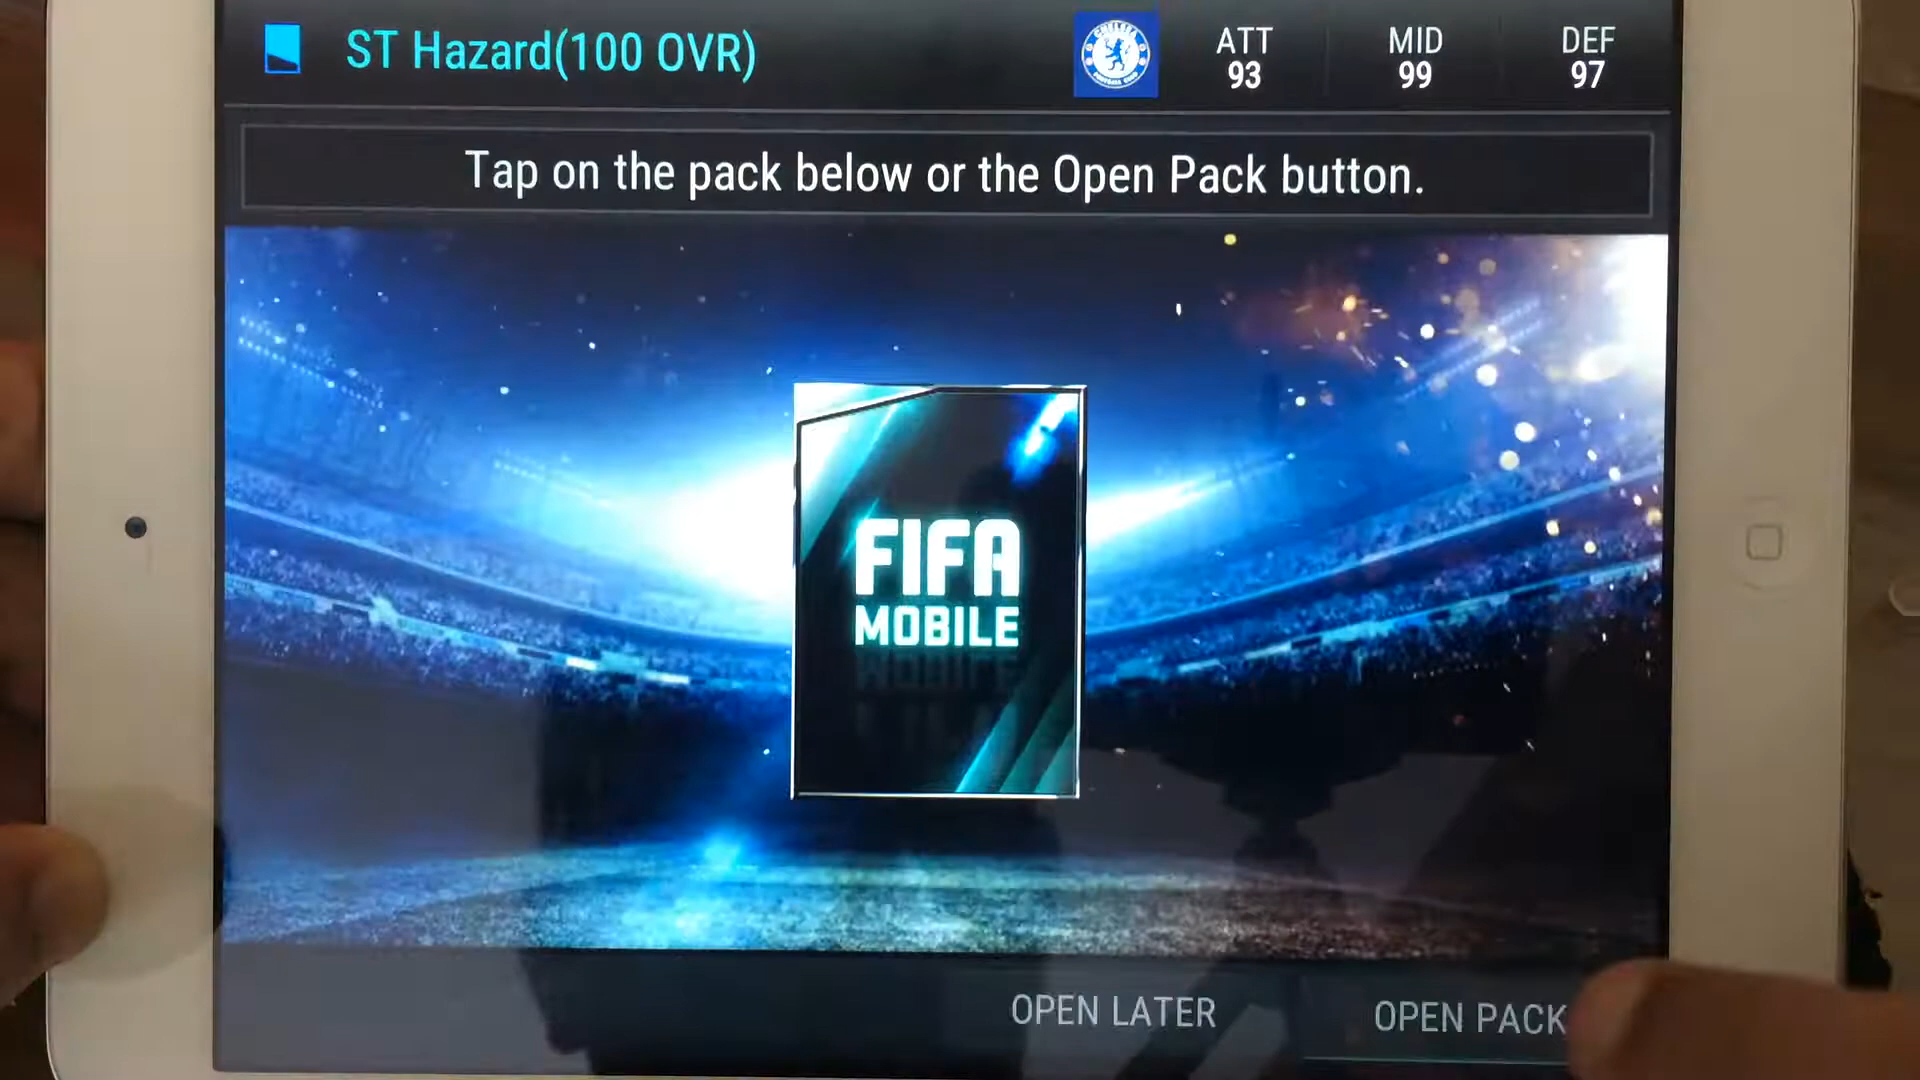 ST Hazard(100 OVR)
ATT
93
MID
99
DEF
97
Tap on the pack below or the Open Pack button.
FIFA
MOBILE
OPEN LATER
OPEN PACK